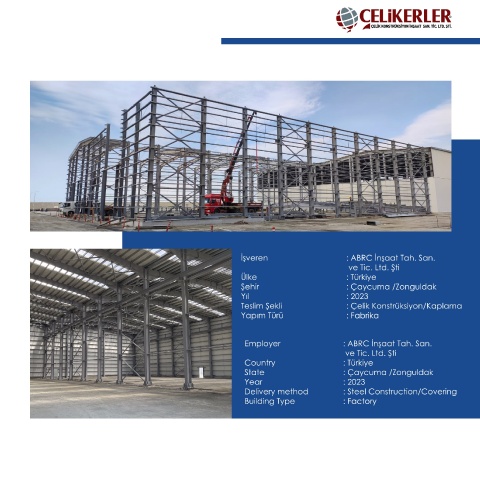 CELiKERLER
ÇELİK KONSTRÜKSİYON İNŞAAT SAN. TİC. LTD. ŞTİ.
İşveren : ABRC İnşaat Tah. San.
ve Tic. Ltd. Şti
Ülke : Türkiye
Şehir : Çaycuma /Zonguldak
Yıl : 2023
Teslim Şekli : Çelik Konstrüksiyon/Kaplama
Yapım Türü : Fabrika
Employer : ABRC İnşaat Tah. San.
ve Tic. Ltd. Şti
Country : Türkiye
State : Çaycuma /Zonguldak
Year : 2023
Delivery method : Steel Construction/Covering
Building Type : Factory